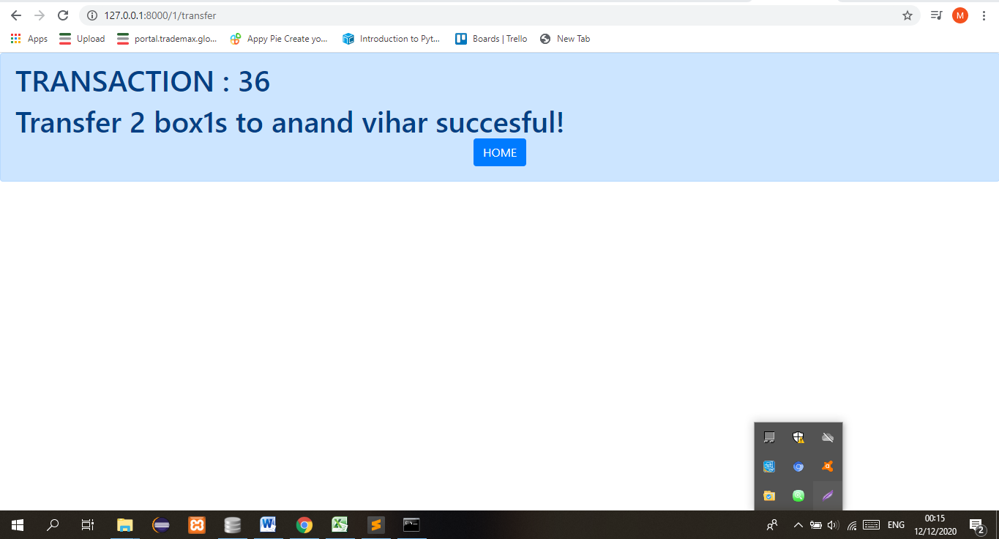 127.0.0.1:8000/1/transfer
M
Apps Upload portal.trademax.glo... Appy Pie Create yo... Introduction to Pyt... Boards | Trello New Tab
TRANSACTION : 36
Transfer 2 box1s to anand vihar succesful!
HOME
ENG
00:15
12/12/2020
2